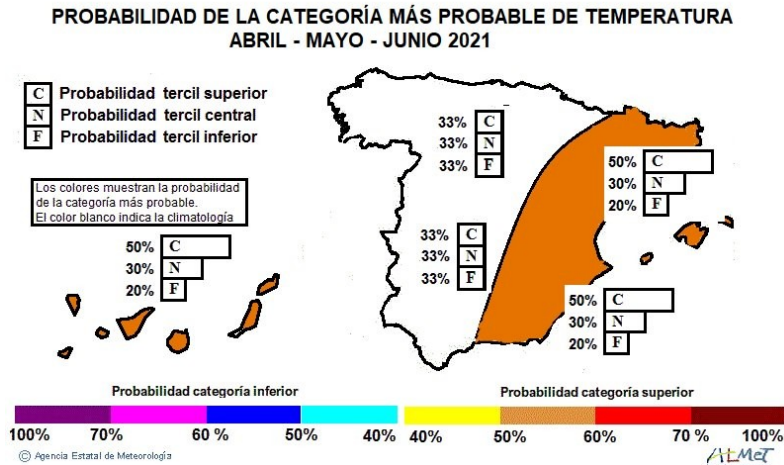 PROBABILIDAD DE LA CATEGORÍA MÁS PROBABLE DE TEMPERATURA
ABRIL - MAYO - JUNIO 2021
C Probabilidad tercil superior
N Probabilidad tercil central
F Probabilidad tercil inferior
33% C
33% N
33% F
50% C
30% N
20% F
Los colores muestran la probabilidad
de la categoría más probable.
El color blanco indica la climatología
50% C
30% N
20% F
33% C
33% N
33% F
50% C
30% N
20% F
Probabilidad categoría inferior
Probabilidad categoría superior
100% 70% 60 % 50% 40% 40% 50% 60% 70 % 100%
© Agencia Estatal de Meteorología
AEMeT